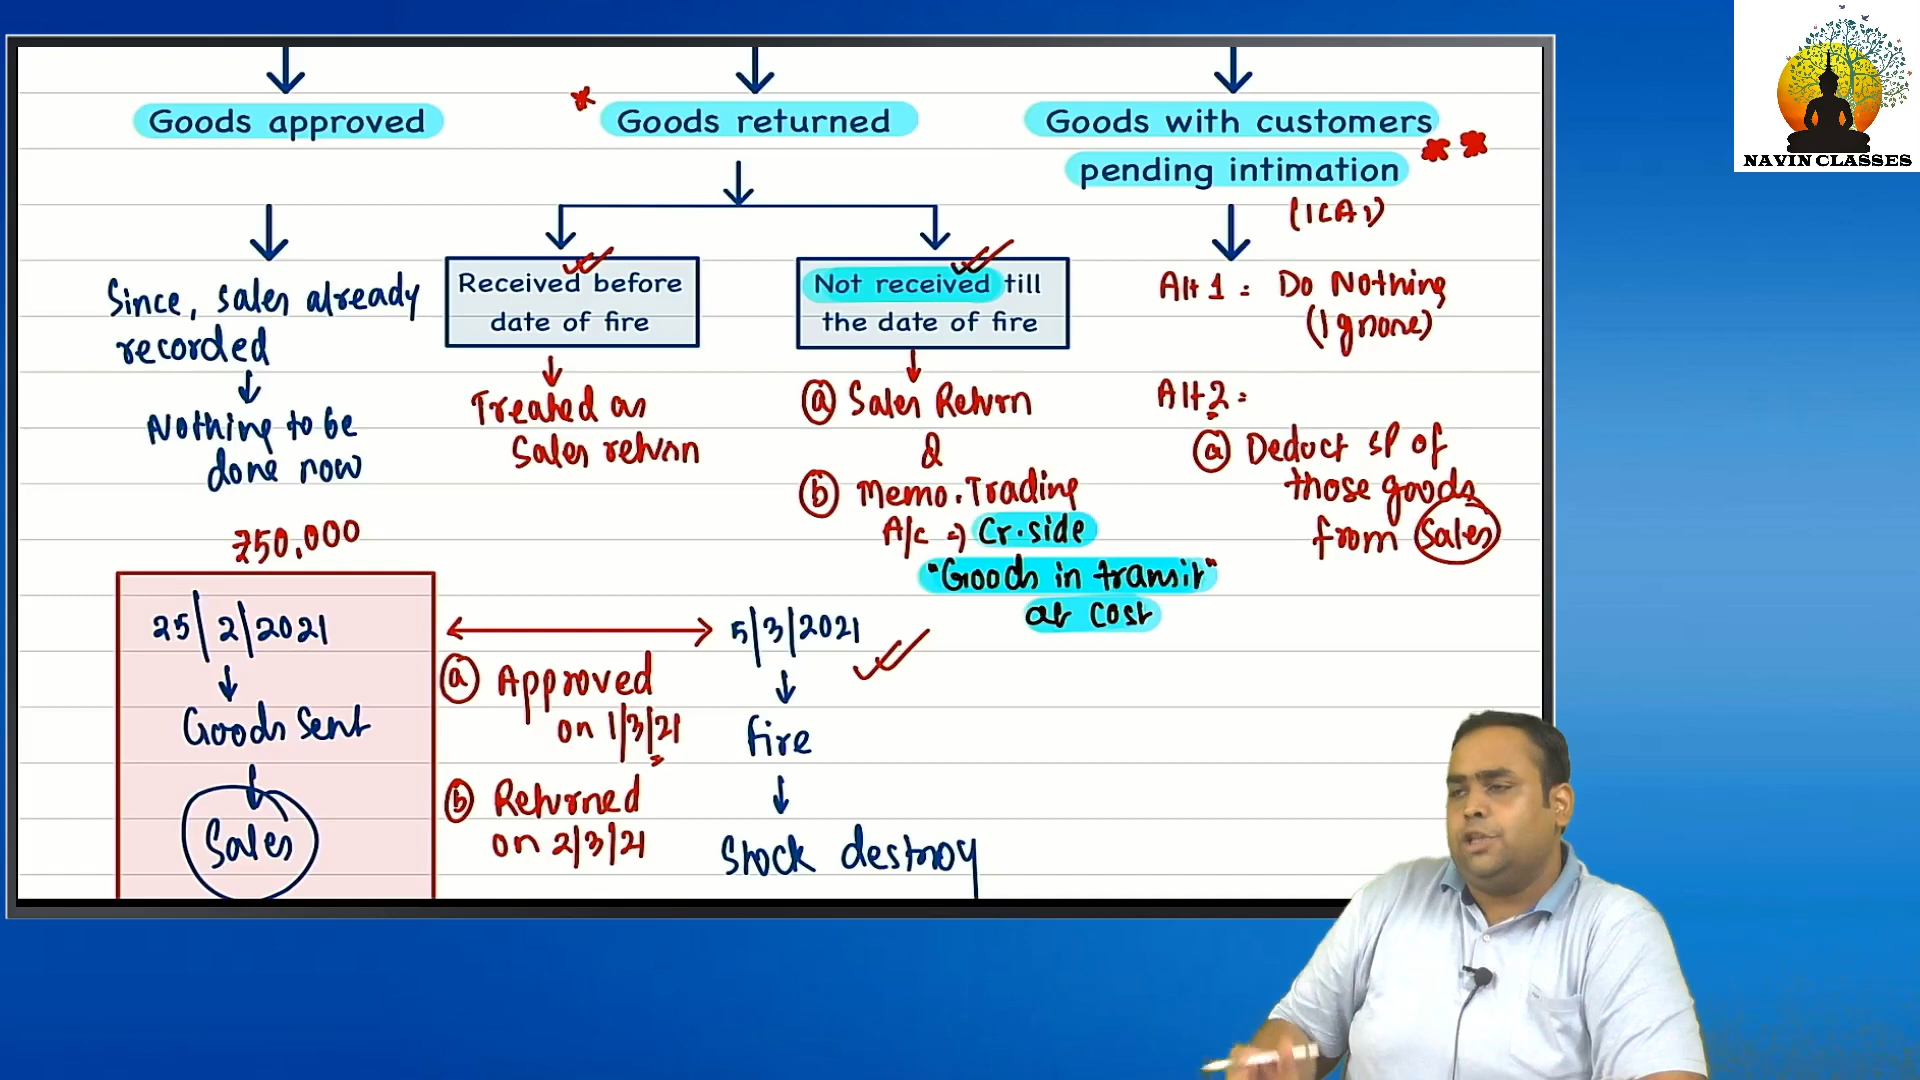 NAVIN CLASSES
Goods approved
* Goods returned
Goods with customers
pending intimation **
(ICAI)
Since, sales already
recorded
Nothing to be
done now
₹50,000
Received before
date of fire
Treated as
Sales return
Not received till
the date of fire
ⓐ Sales Return
&
ⓑ Memo. Trading
A/c => Cr. side
"Goods in transit"
at cost
Alt 1 = Do Nothing
(Ignore)
Alt 2 =
ⓐ Deduct SP of
those goods
from Sales
25/2/2021
Goods Sent
Sales
ⓐ Approved
on 1/3/21
ⓑ Returned
on 2/3/21
5/3/2021
fire
Stock destroy